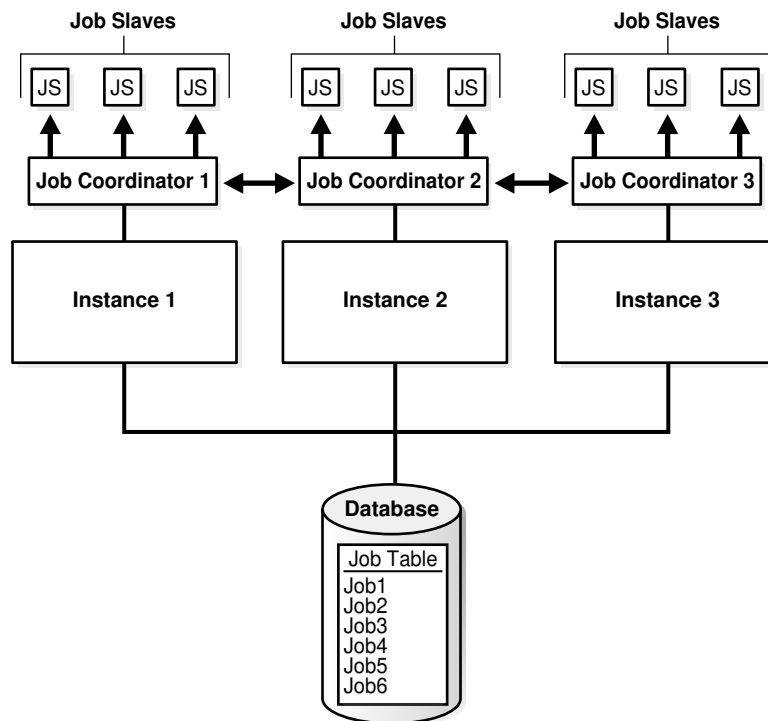 Job Slaves Job Slaves Job Slaves
JS JS JS JS JS JS JS JS JS
Job Coordinator 1 Job Coordinator 2 Job Coordinator 3
Instance 1 Instance 2 Instance 3
Database
Job Table
Job1
Job2
Job3
Job4
Job5
Job6